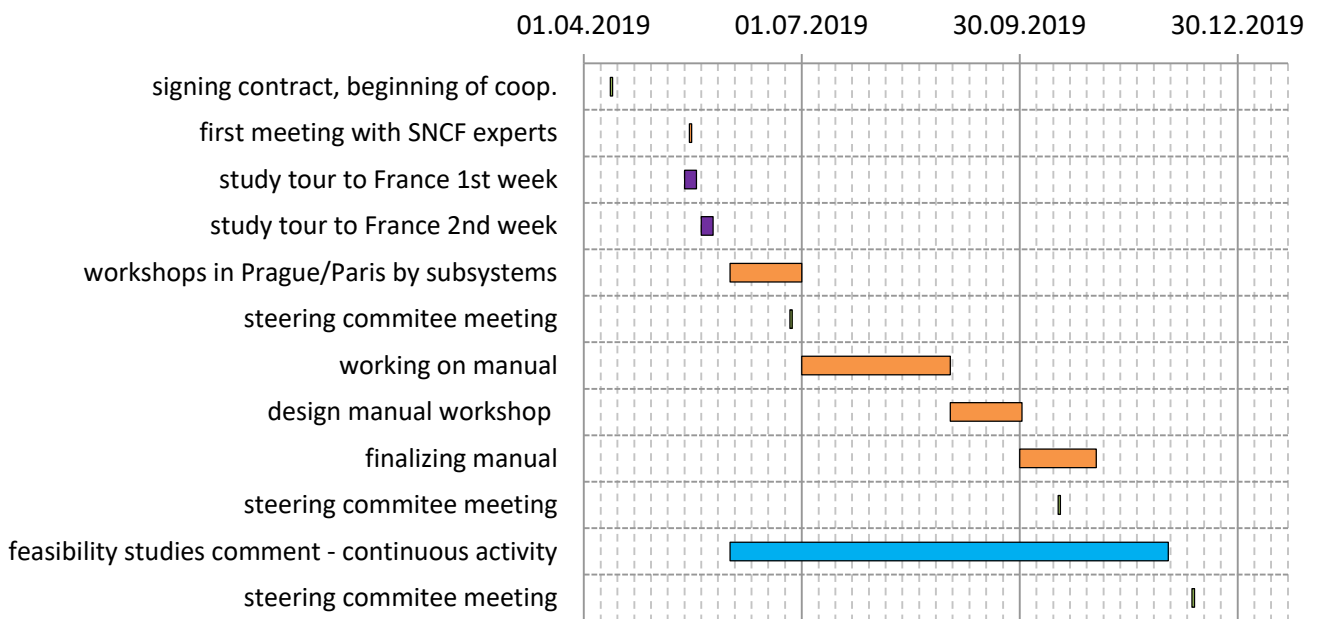 01.04.2019 01.07.2019 30.09.2019 30.12.2019
signing contract, beginning of coop.
first meeting with SNCF experts
study tour to France 1st week
study tour to France 2nd week
workshops in Prague/Paris by subsystems
steering commitee meeting
working on manual
design manual workshop
finalizing manual
steering commitee meeting
feasibility studies comment - continuous activity
steering commitee meeting